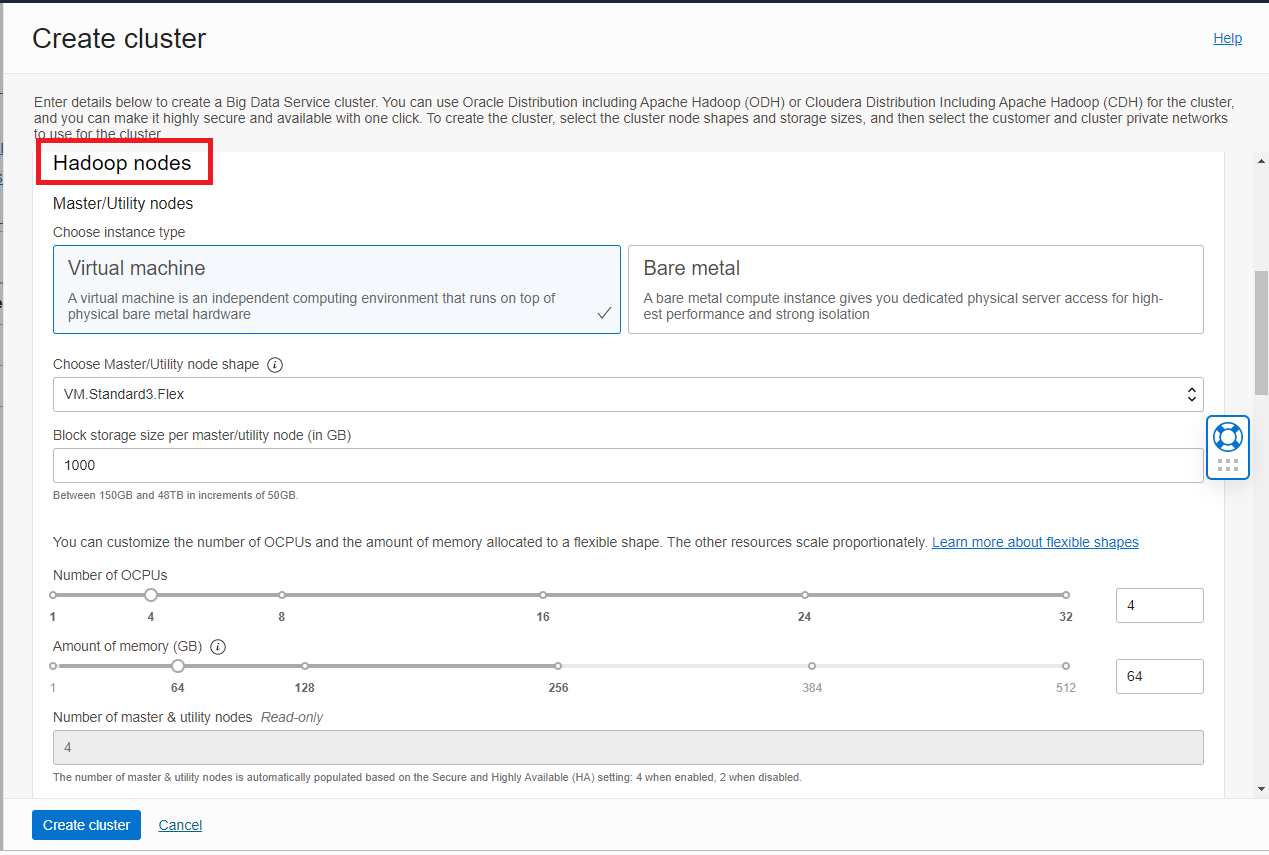 Create cluster
Help
Enter details below to create a Big Data Service cluster. You can use Oracle Distribution including Apache Hadoop (ODH) or Cloudera Distribution Including Apache Hadoop (CDH) for the cluster,
and you can make it highly secure and available with one click. To create the cluster, select the cluster node shapes and storage sizes, and then select the customer and cluster private networks
to use for the cluster.
Hadoop nodes
Master/Utility nodes
Choose instance type
Virtual machine
A virtual machine is an independent computing environment that runs on top of
physical bare metal hardware
Bare metal
A bare metal compute instance gives you dedicated physical server access for high-
est performance and strong isolation
Choose Master/Utility node shape
VM.Standard3.Flex
Block storage size per master/utility node (in GB)
1000
Between 150GB and 48TB in increments of 50GB.
You can customize the number of OCPUs and the amount of memory allocated to a flexible shape. The other resources scale proportionately. Learn more about flexible shapes
Number of OCPUs
1 4 8 16 24 32
4
Amount of memory (GB)
1 64 128 256 384 512
64
Number of master & utility nodes Read-only
4
The number of master & utility nodes is automatically populated based on the Secure and Highly Available (HA) setting: 4 when enabled, 2 when disabled.
Create cluster
Cancel